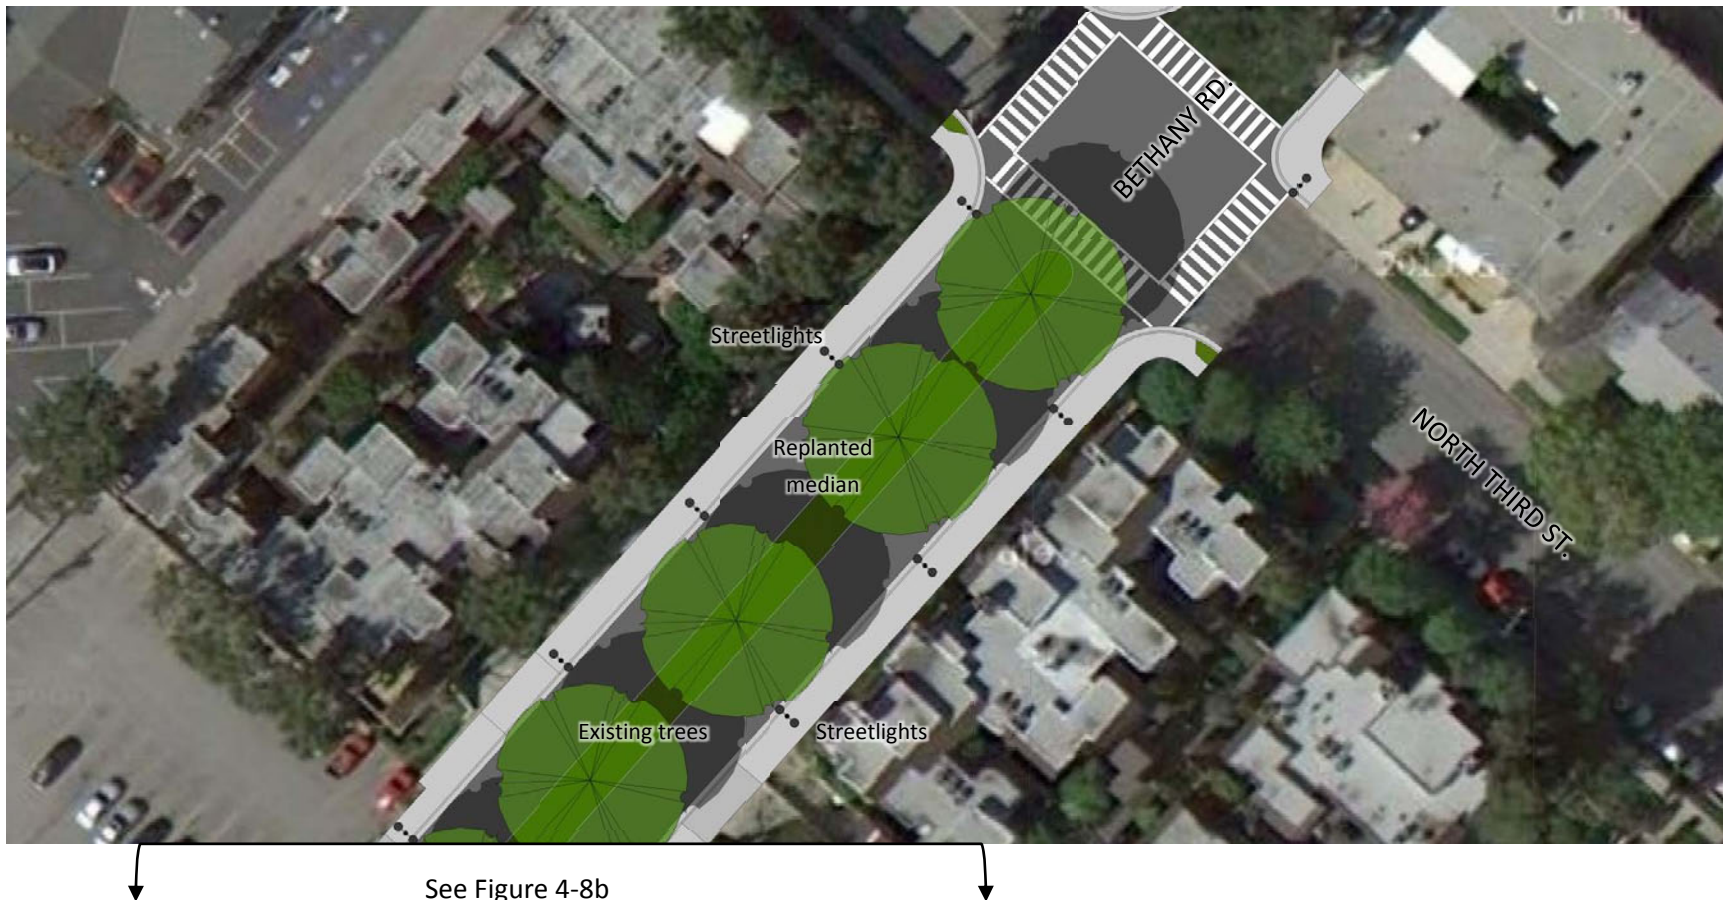 BETHANY RD.
Streetlights
NORTH THIRD ST.
Replanted
median
Existing trees
Streetlights
See Figure 4-8b